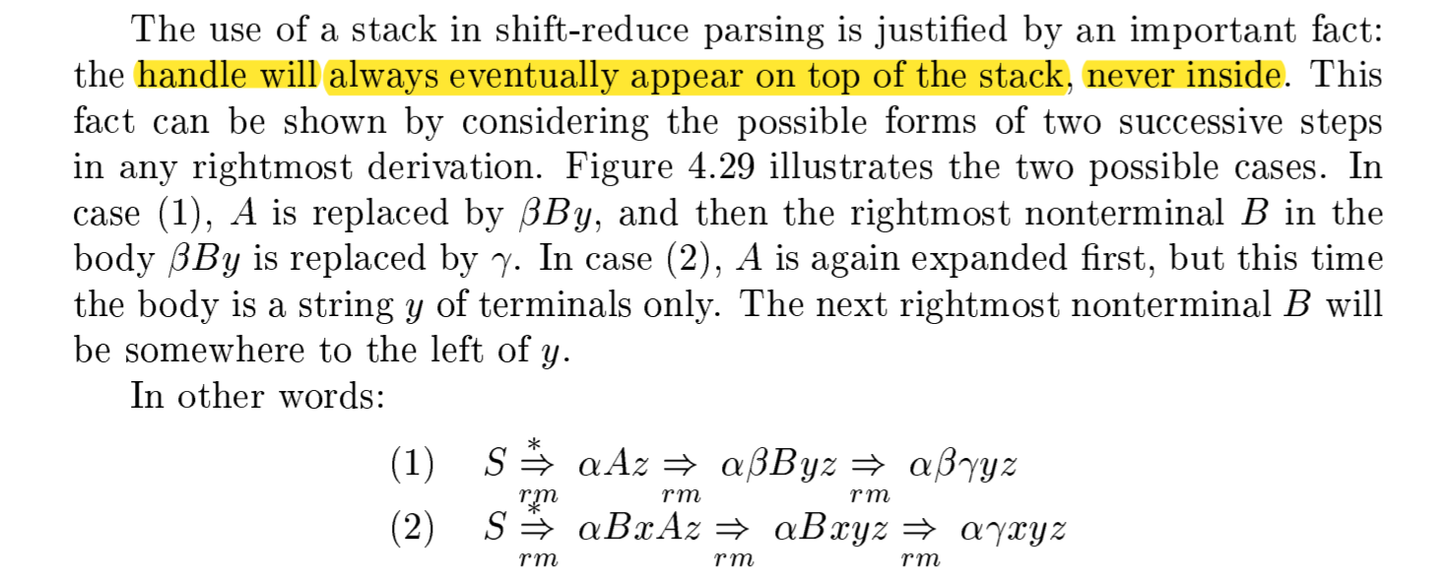 The use of a stack in shift-reduce parsing is justified by an important fact:
the handle will always eventually appear on top of the stack, never inside. This
fact can be shown by considering the possible forms of two successive steps
in any rightmost derivation. Figure 4.29 illustrates the two possible cases. In
case (1), A is replaced by βBy, and then the rightmost nonterminal B in the
body βBy is replaced by γ. In case (2), A is again expanded first, but this time
the body is a string y of terminals only. The next rightmost nonterminal B will
be somewhere to the left of y.
In other words:
(1) S *⇒rm αAz ⇒rm αβByz ⇒rm αβγyz
(2) S *⇒rm αBxAz ⇒rm αBxyz ⇒rm αγxyz